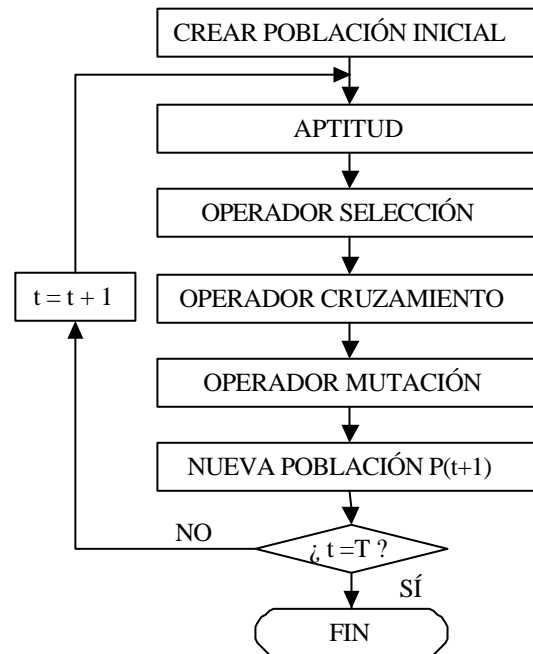 CREAR POBLACIÓN INICIAL
APTITUD
OPERADOR SELECCIÓN
t = t + 1
OPERADOR CRUZAMIENTO
OPERADOR MUTACIÓN
NUEVA POBLACIÓN P(t+1)
NO
¿ t =T ?
SÍ
FIN